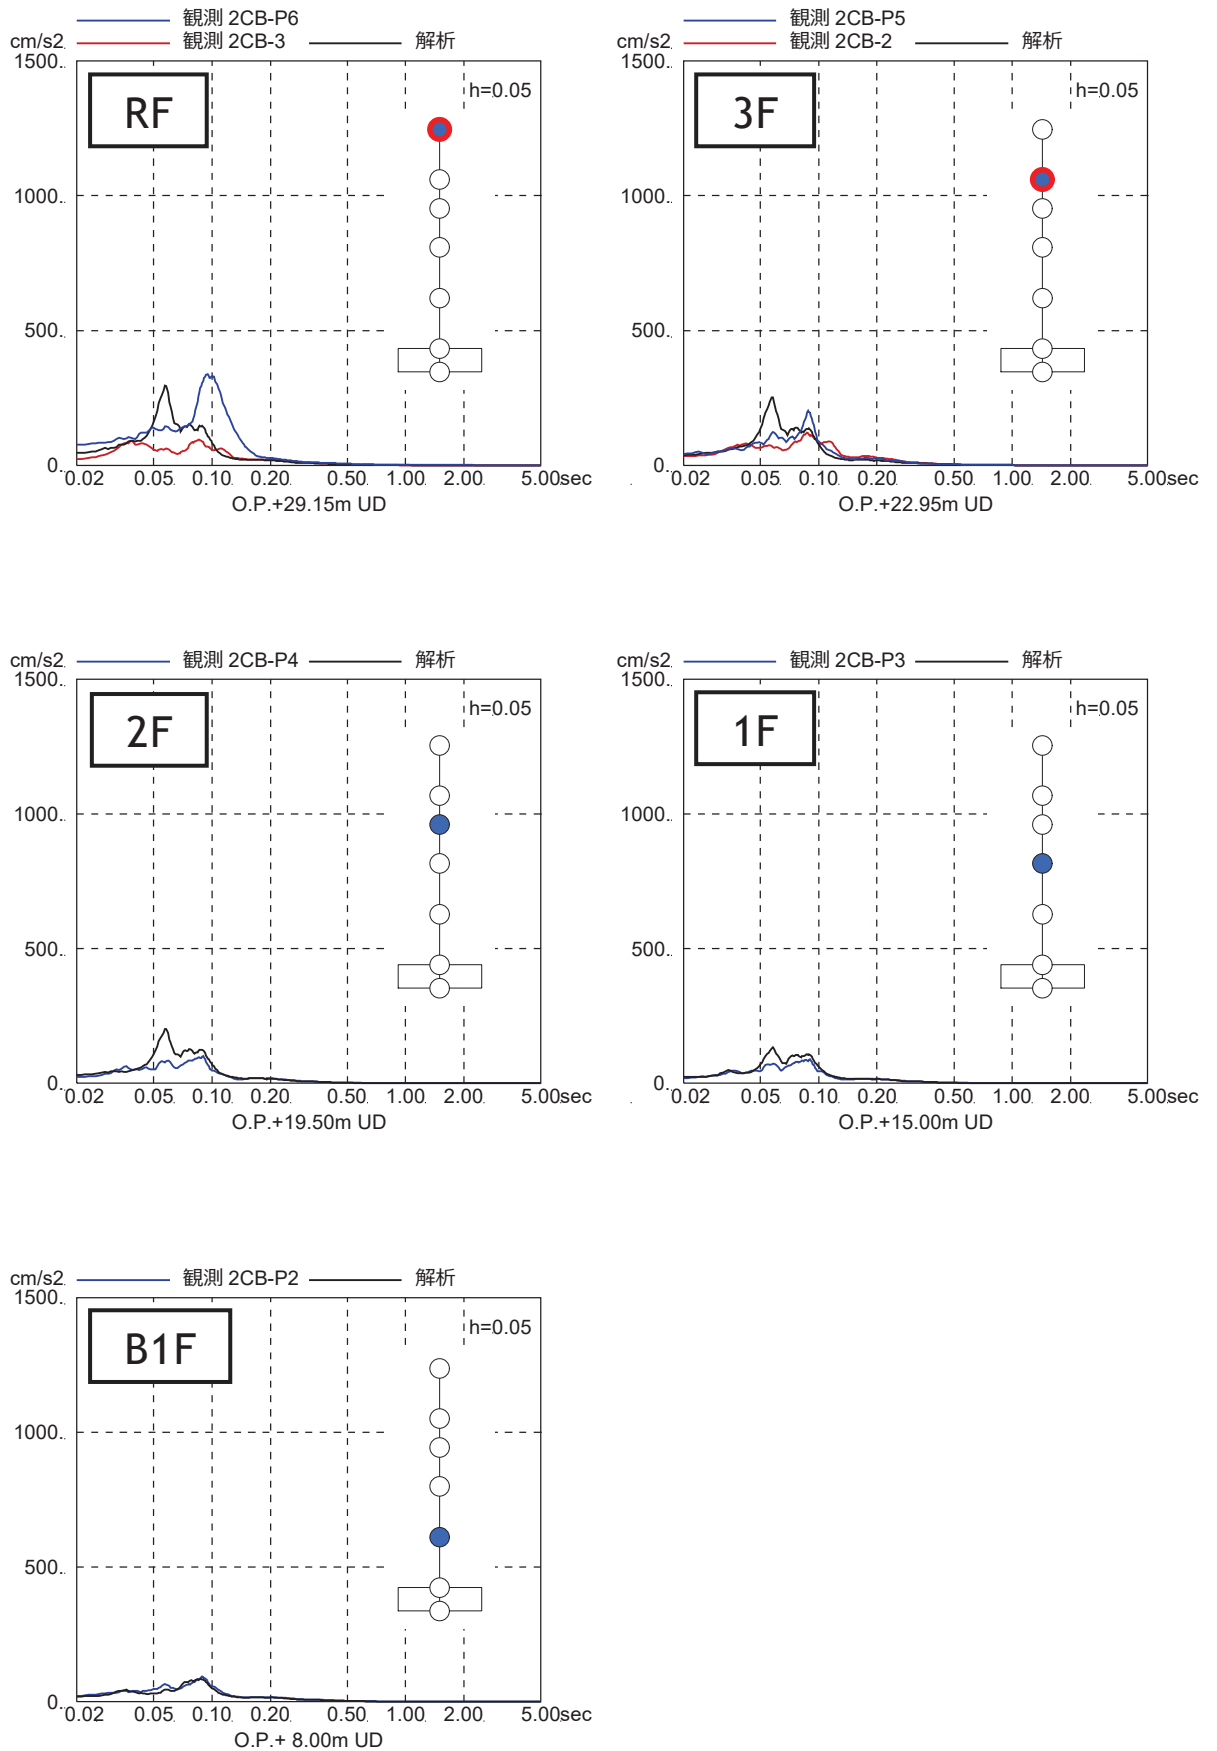 観測 2CB-P6
cm/s2. 観測 2CB-3 解析
1500.
RF
h=0.05
1000.
500.
0.
0.02 0.05 0.10 0.20 0.50 1.00 2.00 5.00sec
O.P.+29.15m UD
観測 2CB-P5
cm/s2. 観測 2CB-2 解析
1500.
3F
h=0.05
1000.
500.
0.
0.02 0.05 0.10 0.20 0.50 1.00 2.00 5.00sec
O.P.+22.95m UD
cm/s2. 観測 2CB-P4 解析
1500.
2F
h=0.05
1000.
500.
0.
0.02 0.05 0.10 0.20 0.50 1.00 2.00 5.00sec
O.P.+19.50m UD
cm/s2. 観測 2CB-P3 解析
1500.
1F
h=0.05
1000.
500.
0.
0.02 0.05 0.10 0.20 0.50 1.00 2.00 5.00sec
O.P.+15.00m UD
cm/s2. 観測 2CB-P2 解析
1500.
B1F
h=0.05
1000.
500.
0.
0.02 0.05 0.10 0.20 0.50 1.00 2.00 5.00sec
O.P.+ 8.00m UD